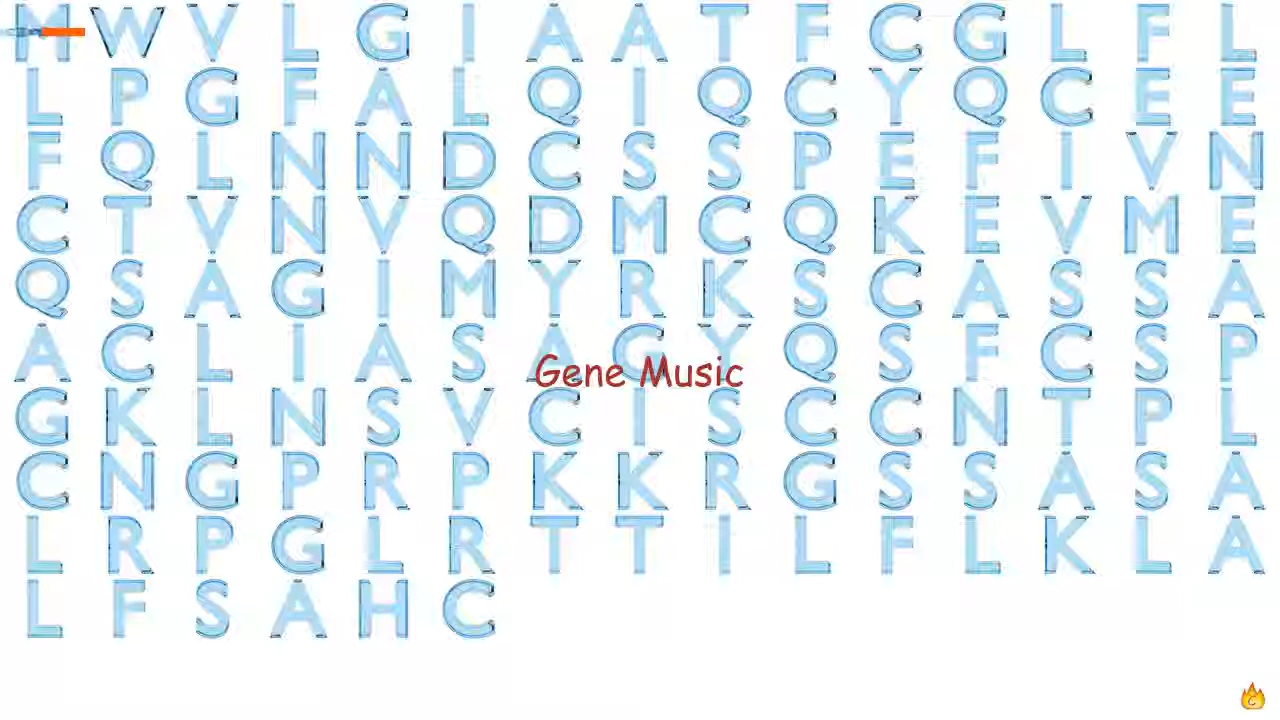 M W V L G I A A T F C G L F L
L P G F A L Q I Q C Y Q C E E
F Q L N N D C S S P E F I V N
C T V N V Q D M C Q K E V M E
Q S A G I M Y R K S C A S S A
A C L I A S A G Y Q S F C S P
Gene Music
G K L N S V C I S C C N T P L
C N G P R P K K R G S S A S A
L R P G L R T T I L F L K L A
L F S A H C